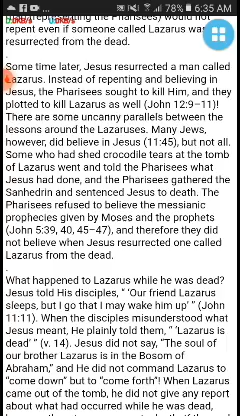 78% 6:35 AM
(representing the Pharisees) would not
repent even if someone called Lazarus was
resurrected from the dead.
.
Some time later, Jesus resurrected a man called
Lazarus. Instead of repenting and believing in
Jesus, the Pharisees sought to kill Him, and they
plotted to kill Lazarus as well (John 12:9–11)!
There are some uncanny parallels between the
lessons around the Lazaruses. Many Jews,
however, did believe in Jesus (11:45), but not all.
Some who had shed crocodile tears at the tomb
of Lazarus went and told the Pharisees what
Jesus had done, and the Pharisees gathered the
Sanhedrin and sentenced Jesus to death. The
Pharisees refused to believe the messianic
prophecies given by Moses and the prophets
(John 5:39, 40, 45–47), and therefore they did
not believe when Jesus resurrected one called
Lazarus from the dead.
.
What happened to Lazarus while he was dead?
Jesus told His disciples, “ ‘Our friend Lazarus
sleeps, but I go that I may wake him up’ ” (John
11:11). When the disciples misunderstood what
Jesus meant, He plainly told them, “ ‘Lazarus is
dead’ ” (v. 14). Jesus did not say, “The soul of
our brother Lazarus is in the Bosom of
Abraham,” and He did not command Lazarus to
“come down” but to “come forth”! When Lazarus
came out of the tomb, he did not give any report
about what had occurred while he was dead,